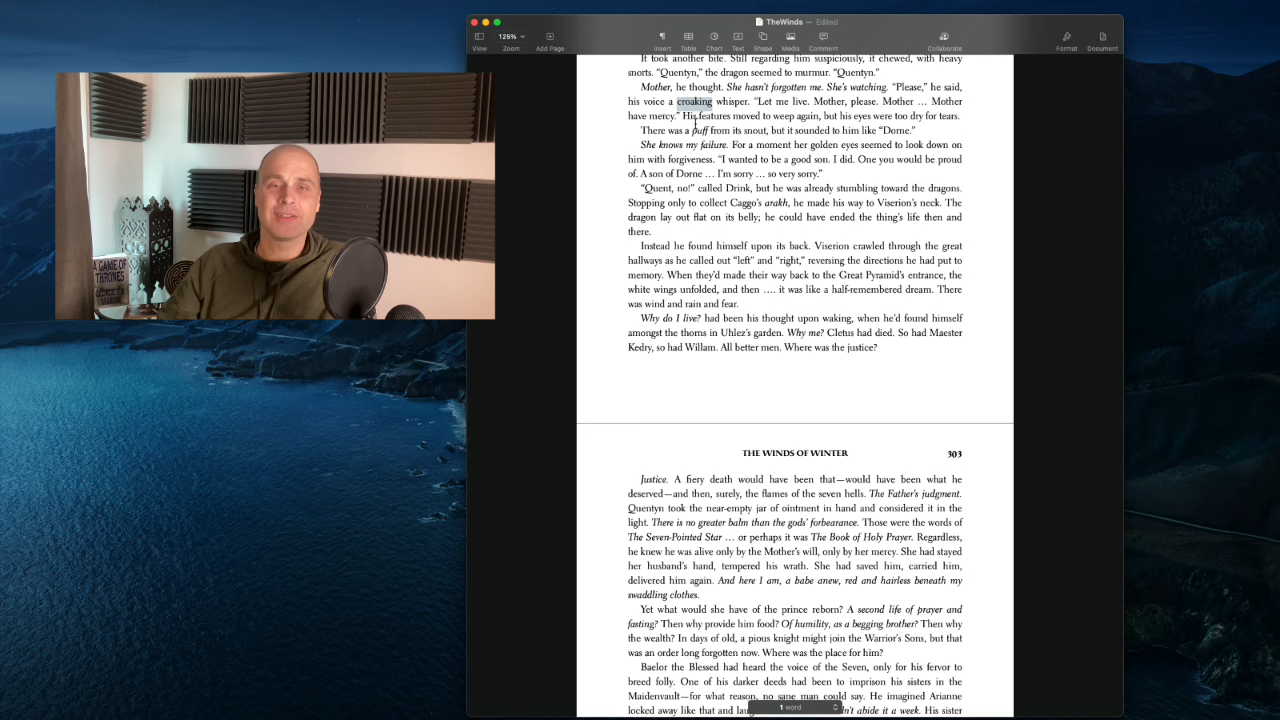 TheWinds — Edited
125%
View
Zoom
Add Page
Insert
Table
Chart
Text
Shape
Media
Comment
Collaborate
Format
Document
It took another bite. Still regarding him suspiciously, it chewed, with heavy
snorts. “Quentyn,” the dragon seemed to murmur. “Quentyn.”
Mother, he thought. She hasn’t forgotten me. She’s watching. “Please,” he said,
his voice a croaking whisper. “Let me live. Mother, please. Mother … Mother
have mercy.” His features moved to weep again, but his eyes were too dry for tears.
There was a puff from its snout, but it sounded to him like “Dorne.”
She knows my failure. For a moment her golden eyes seemed to look down on
him with forgiveness. “I wanted to be a good son. I did. One you would be proud
of. A son of Dorne … I’m sorry … so very sorry.”
“Quent, no!” called Drink, but he was already stumbling toward the dragons.
Stopping only to collect Caggo’s arakh, he made his way to Viserion’s neck. The
dragon lay out flat on its belly; he could have ended the thing’s life then and
there.
Instead he found himself upon its back. Viserion crawled through the great
hallways as he called out “left” and “right,” reversing the directions he had put to
memory. When they’d made their way back to the Great Pyramid’s entrance, the
white wings unfolded, and then …. it was like a half-remembered dream. There
was wind and rain and fear.
Why do I live? had been his thought upon waking, when he’d found himself
amongst the thorns in Uhlez’s garden. Why me? Cletus had died. So had Maester
Kedry, so had Willam. All better men. Where was the justice?
THE WINDS OF WINTER 303
Justice. A fiery death would have been that—would have been what he
deserved—and then, surely, the flames of the seven hells. The Father’s judgment.
Quentyn took the near-empty jar of ointment in hand and considered it in the
light. There is no greater balm than the gods’ forbearance. Those were the words of
The Seven-Pointed Star … or perhaps it was The Book of Holy Prayer. Regardless,
he knew he was alive only by the Mother’s will, only by her mercy. She had stayed
her husband’s hand, tempered his wrath. She had saved him, carried him,
delivered him again. And here I am, a babe anew, red and hairless beneath my
swaddling clothes.
Yet what would she have of the prince reborn? A second life of prayer and
fasting? Then why provide him food? Of humility, as a begging brother? Then why
the wealth? In days of old, a pious knight might join the Warrior’s Sons, but that
was an order long forgotten now. Where was the place for him?
Baelor the Blessed had heard the voice of the Seven, only for his fervor to
breed folly. One of his darker deeds had been to imprison his sisters in the
Maidenvault—for what reason, no sane man could say. He imagined Arianne
locked away like that and abide it a week. His sister
1 word
A GAME OF
THRONES